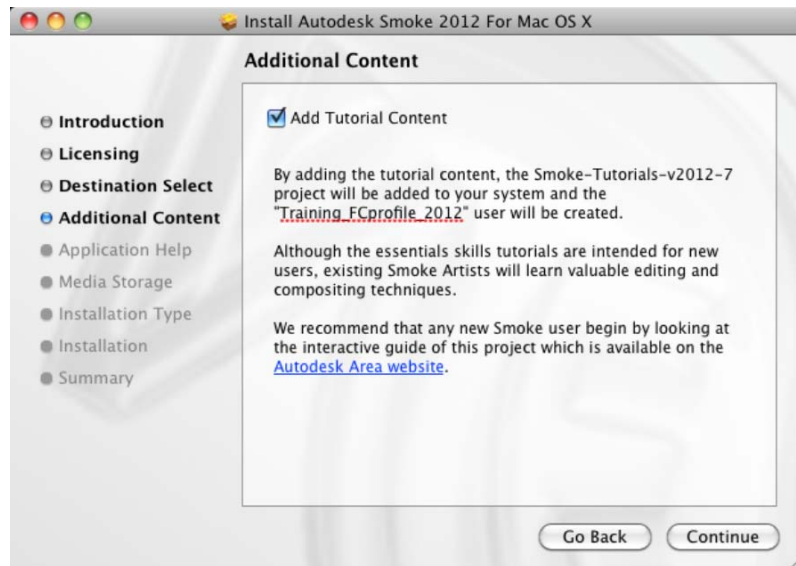 Install Autodesk Smoke 2012 For Mac OS X
Additional Content
Introduction
Licensing
Destination Select
Additional Content
Application Help
Media Storage
Installation Type
Installation
Summary
Add Tutorial Content
By adding the tutorial content, the Smoke-Tutorials-v2012-7
project will be added to your system and the
"Training_FCprofile_2012" user will be created.
Although the essentials skills tutorials are intended for new
users, existing Smoke Artists will learn valuable editing and
compositing techniques.
We recommend that any new Smoke user begin by looking at
the interactive guide of this project which is available on the
Autodesk Area website.
Go Back
Continue